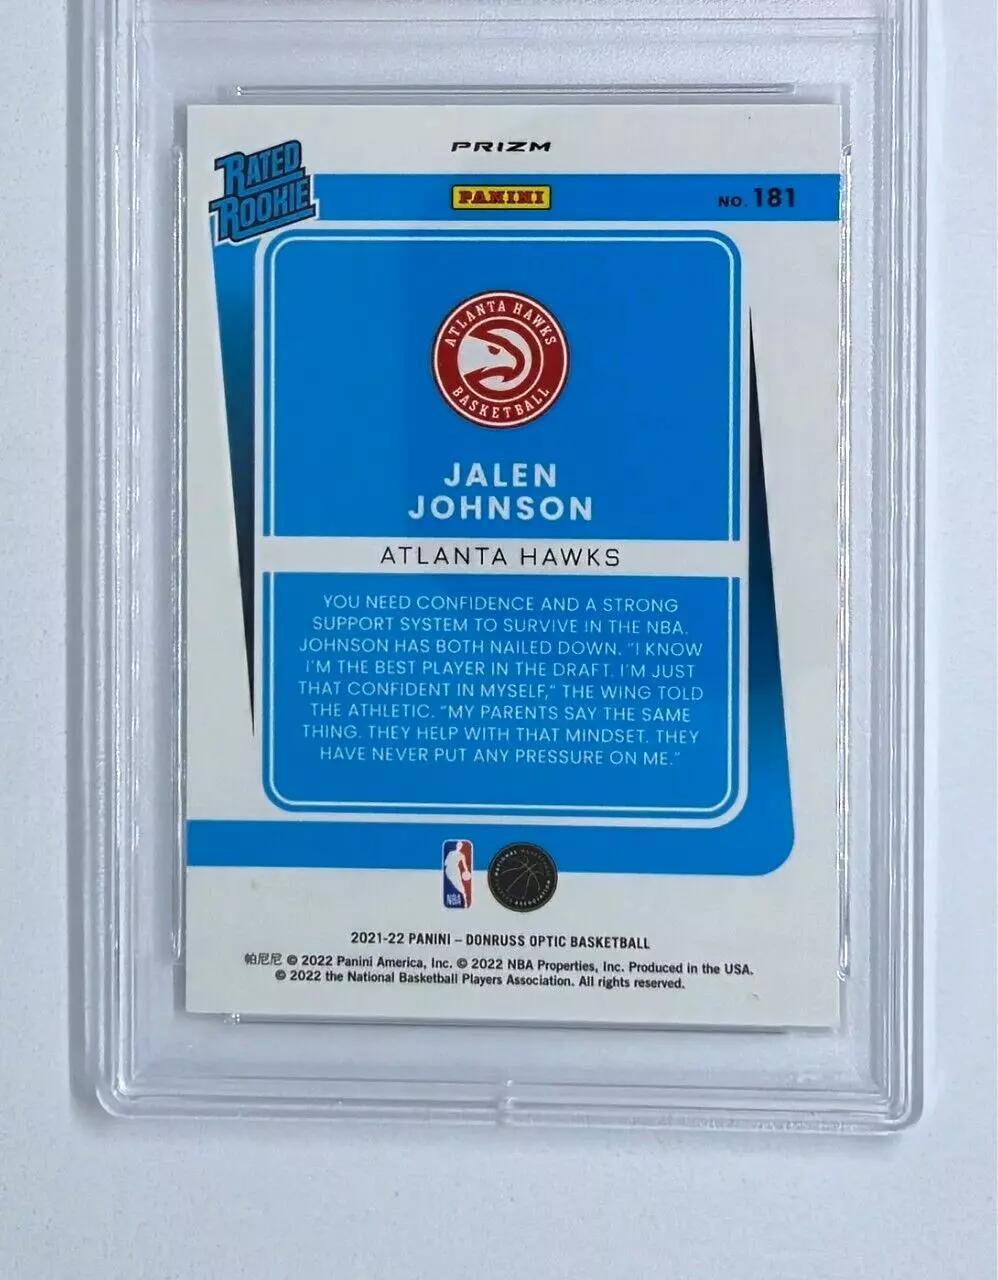 PRIZM
RATED
ROOKIE
PANINI
NO. 181
ATLANTA HAWKS
BASKETBALL
JALEN
JOHNSON
ATLANTA HAWKS
YOU NEED CONFIDENCE AND A STRONG
SUPPORT SYSTEM TO SURVIVE IN THE NBA.
JOHNSON HAS BOTH NAILED DOWN. "I KNOW
I'M THE BEST PLAYER IN THE DRAFT. I'M JUST
THAT CONFIDENT IN MYSELF," THE WING TOLD
THE ATHLETIC. "MY PARENTS SAY THE SAME
THING. THEY HELP WITH THAT MINDSET. THEY
HAVE NEVER PUT ANY PRESSURE ON ME."
NBA
NATIONAL BASKETBALL
PLAYERS ASSOCIATION
2021-22 PANINI – DONRUSS OPTIC BASKETBALL
帕尼尼 © 2022 Panini America, Inc. © 2022 NBA Properties, Inc. Produced in the USA.
© 2022 the National Basketball Players Association. All rights reserved.